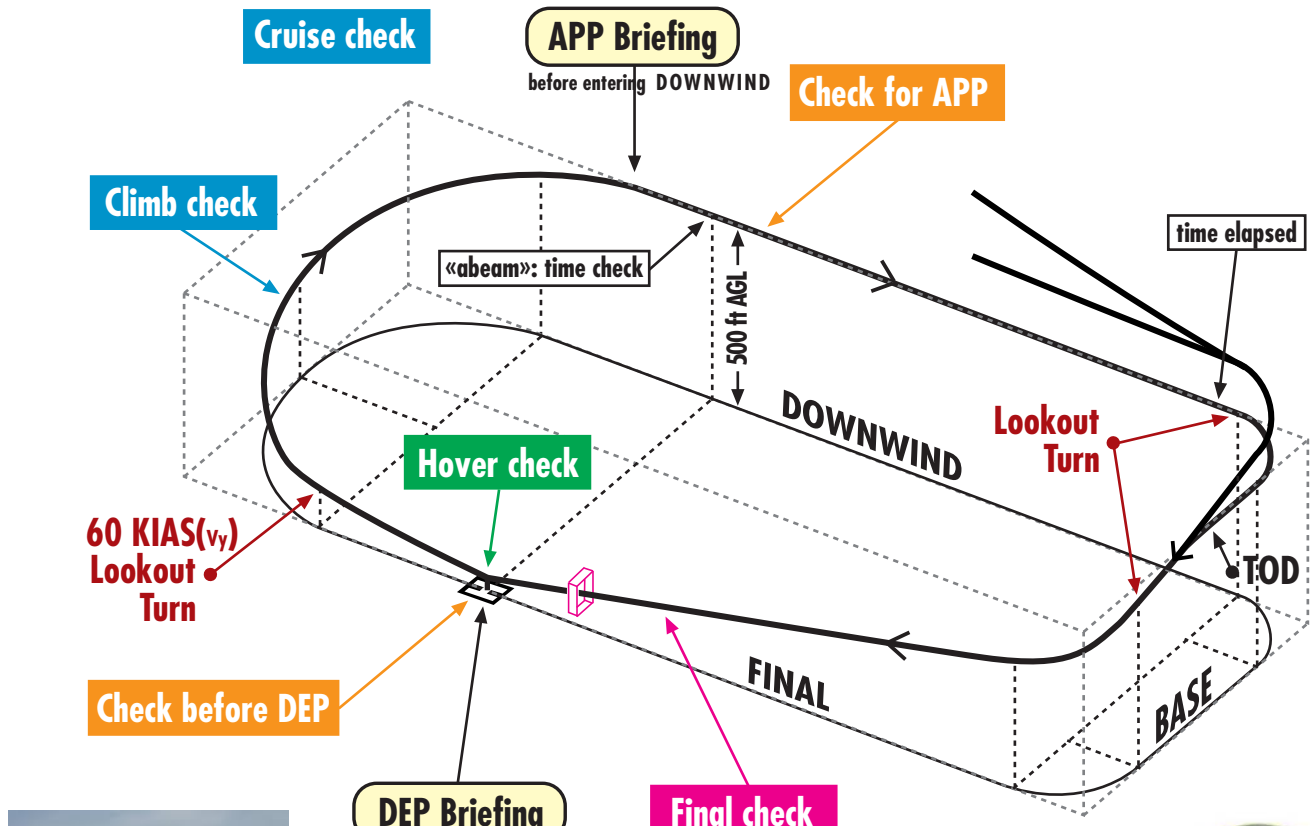 Cruise check
APP Briefing
before entering DOWNWIND
Check for APP
Climb check
time elapsed
«abeam»: time check
500 ft AGL
DOWNWIND
Lookout
Turn
Hover check
60 KIAS(Vy)
Lookout
Turn
TOD
FINAL
BASE
Check before DEP
DEP Briefing
Final check